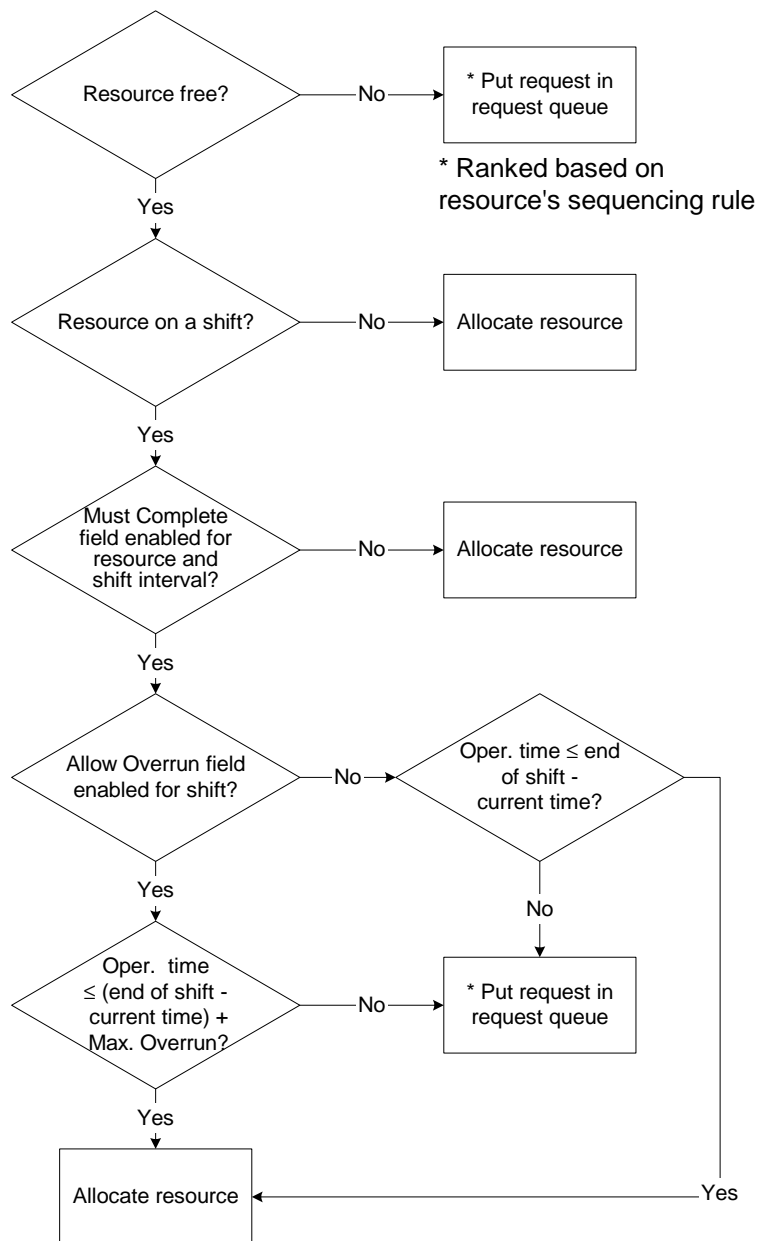 Resource free?
No
* Put request in
request queue
* Ranked based on
resource's sequencing rule
Yes
Resource on a shift?
No
Allocate resource
Yes
Must Complete
field enabled for
resource and
shift interval?
No
Allocate resource
Yes
Allow Overrun field
enabled for shift?
No
Oper. time ≤ end
of shift -
current time?
Yes
No
Oper. time
≤ (end of shift -
current time) +
Max. Overrun?
No
* Put request in
request queue
Yes
Allocate resource
Yes